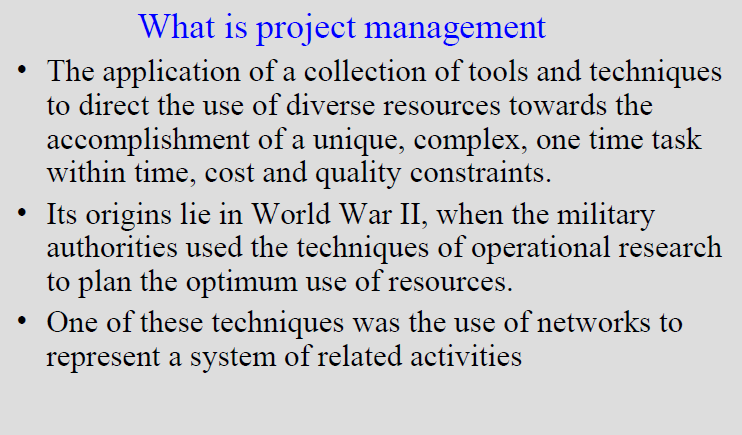 What is project management
• The application of a collection of tools and techniques
to direct the use of diverse resources towards the
accomplishment of a unique, complex, one time task
within time, cost and quality constraints.
• Its origins lie in World War II, when the military
authorities used the techniques of operational research
to plan the optimum use of resources.
• One of these techniques was the use of networks to
represent a system of related activities